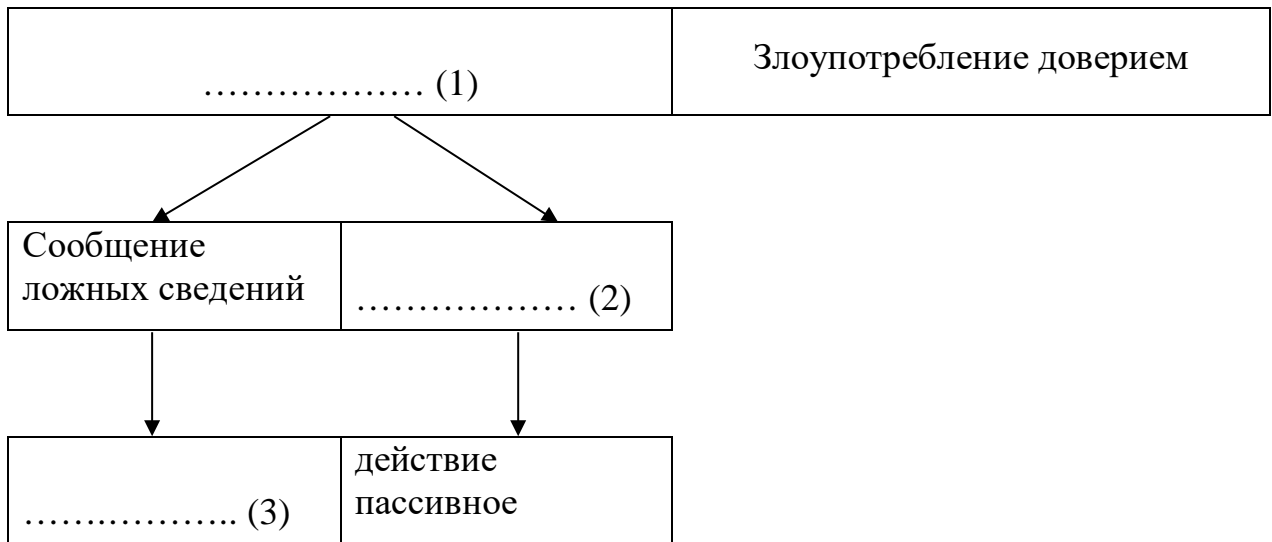 ……………… (1)
Злоупотребление доверием
Сообщение
ложных сведений
……………… (2)
…….……….. (3)
действие
пассивное